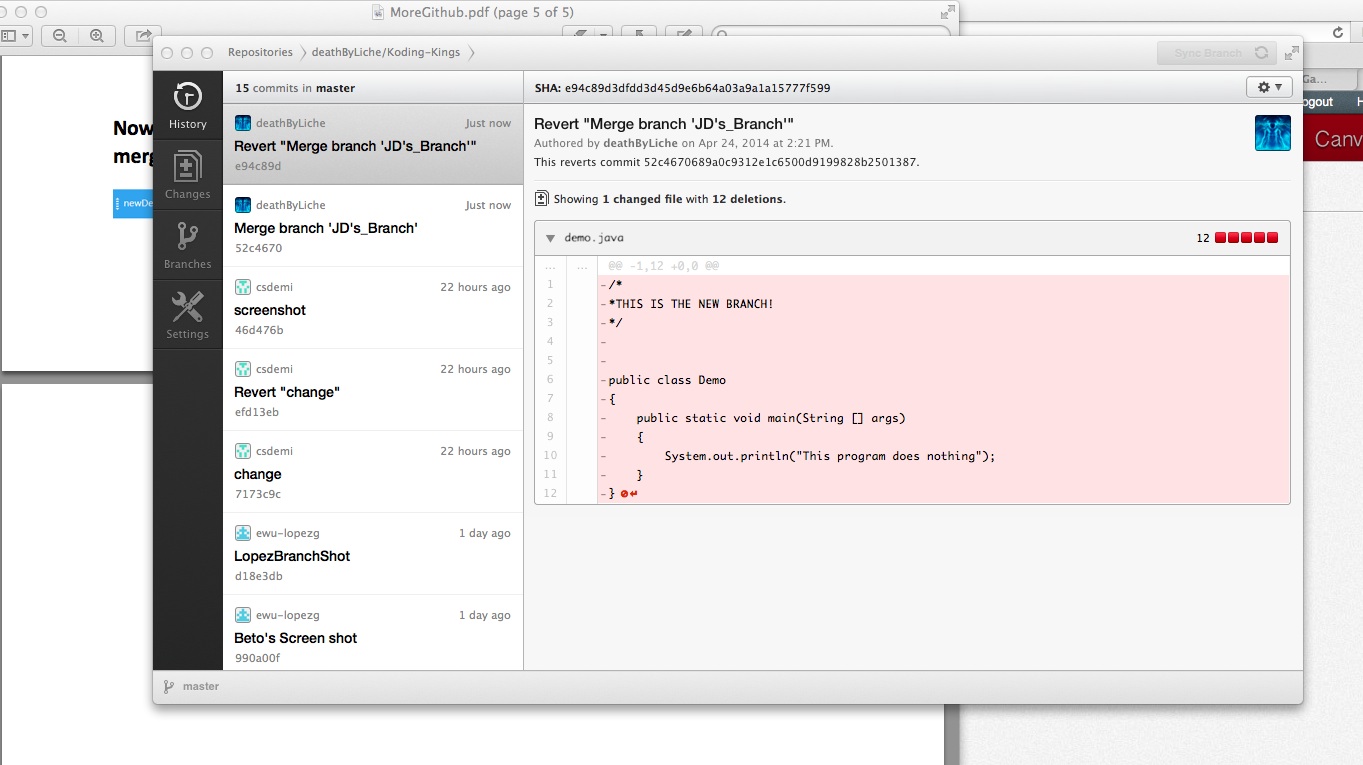 MoreGithub.pdf (page 5 of 5)
Repositories deathByLiche/Koding-Kings
Sync Branch
Ga...
ogout H
Canv
Now
merg
newDe
History
Changes
Branches
Settings
15 commits in master
deathByLiche Just now
Revert "Merge branch 'JD's_Branch'"
e94c89d
deathByLiche Just now
Merge branch 'JD's_Branch'
52c4670
csdemi 22 hours ago
screenshot
46d476b
csdemi 22 hours ago
Revert "change"
efd13eb
csdemi 22 hours ago
change
7173c9c
ewu-lopezg 1 day ago
LopezBranchShot
d18e3db
ewu-lopezg 1 day ago
Beto's Screen shot
990a00f
SHA: e94c89d3dfdd3d45d9e6b64a03a9a1a15777f599
Revert "Merge branch 'JD's_Branch'"
Authored by deathByLiche on Apr 24, 2014 at 2:21 PM.
This reverts commit 52c4670689a0c9312e1c6500d9199828b2501387.
Showing 1 changed file with 12 deletions.
demo.java 12
... ... @@ -1,12 +0,0 @@
1 -/*
2 -*THIS IS THE NEW BRANCH!
3 -*/
4 -
5 -
6 -public class Demo
7 -{
8 - public static void main(String [] args)
9 - {
10 - System.out.println("This program does nothing");
11 - }
12 -}
master